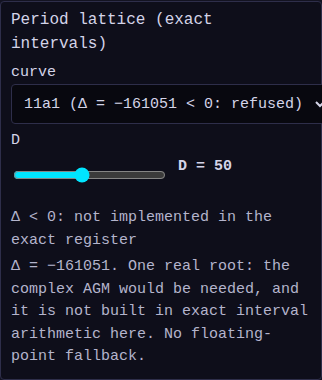 Period lattice (exact
intervals)
curve
11a1 (Δ = −161051 < 0: refused)
D
D = 50
Δ < 0: not implemented in the
exact register
Δ = −161051. One real root: the
complex AGM would be needed, and
it is not built in exact interval
arithmetic here. No floating-
point fallback.